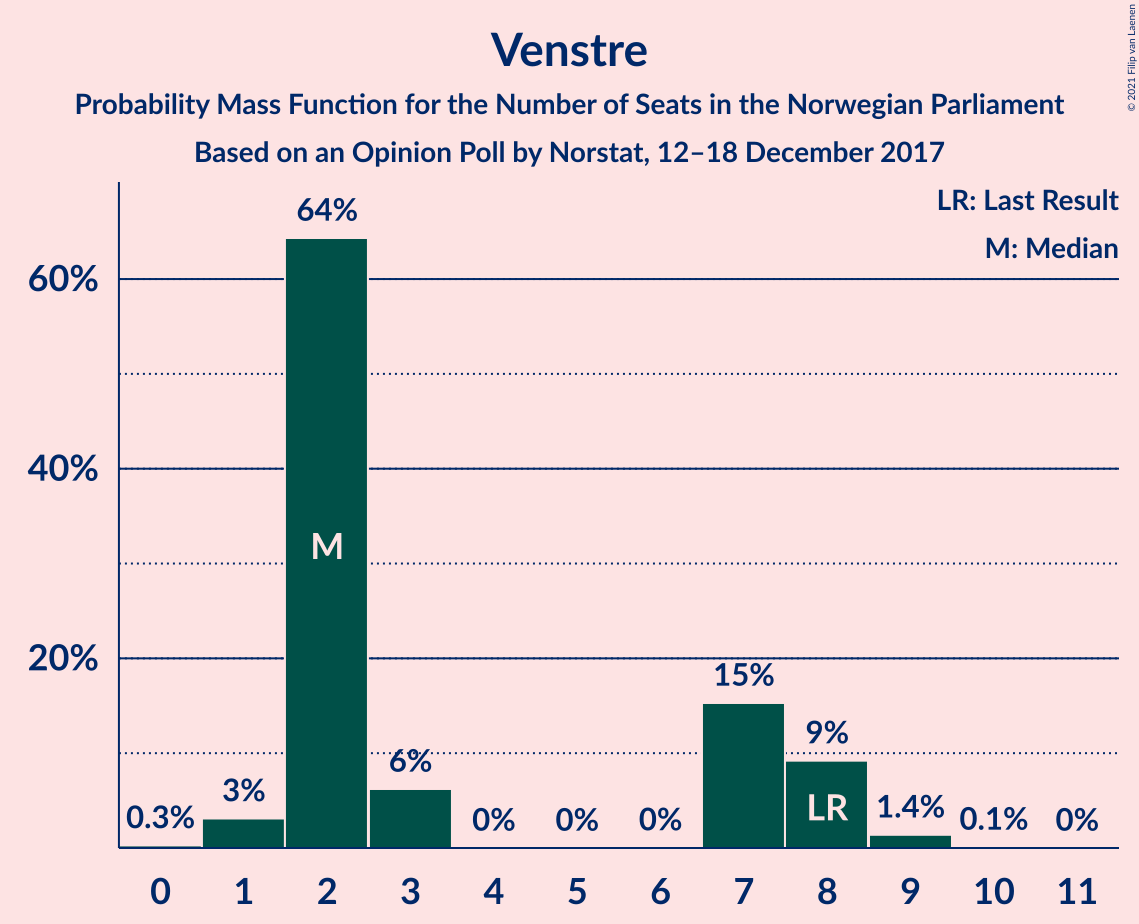 Venstre
Probability Mass Function for the Number of Seats in the Norwegian Parliament
Based on an Opinion Poll by Norstat, 12–18 December 2017
© 2021 Filip van Laenen
LR: Last Result
M: Median
60%
40%
20%
0.3%
3%
64%
6%
0%
0%
0%
15%
9%
1.4%
0.1%
0%
M
LR
0 1 2 3 4 5 6 7 8 9 10 11